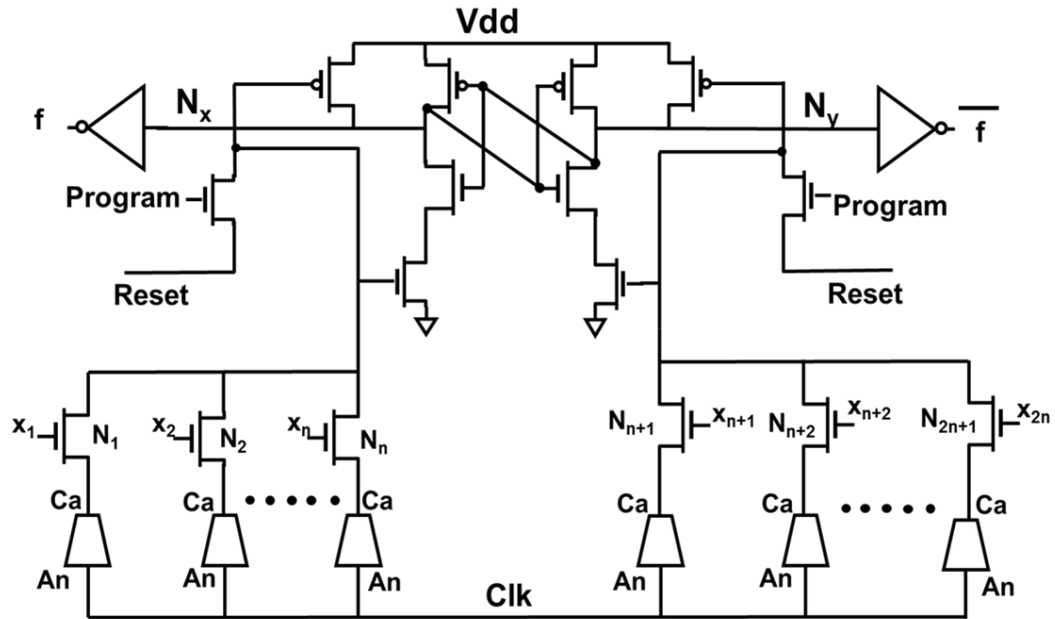 Vdd
f
Nx
Ny
f
Program
Program
Reset
Reset
x1
N1
x2
N2
xn
Nn
Nn+1
xn+1
Nn+2
xn+2
N2n+1
x2n
Ca
Ca
Ca
Ca
Ca
Ca
An
An
An
An
An
An
Clk